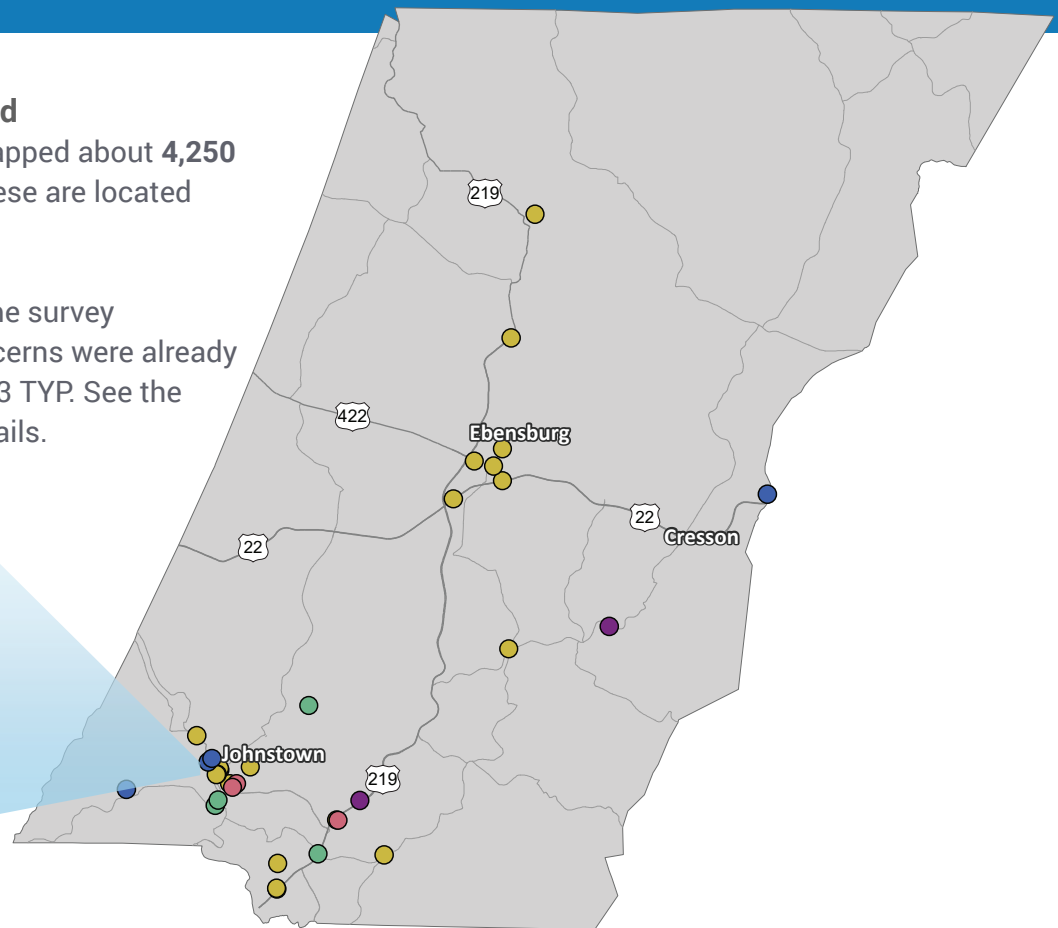 d
apped about 4,250
ese are located
ne survey
cerns were already
3 TYP. See the
ails.
219
422
Ebensburg
22
Cresson
22
Johnstown
219